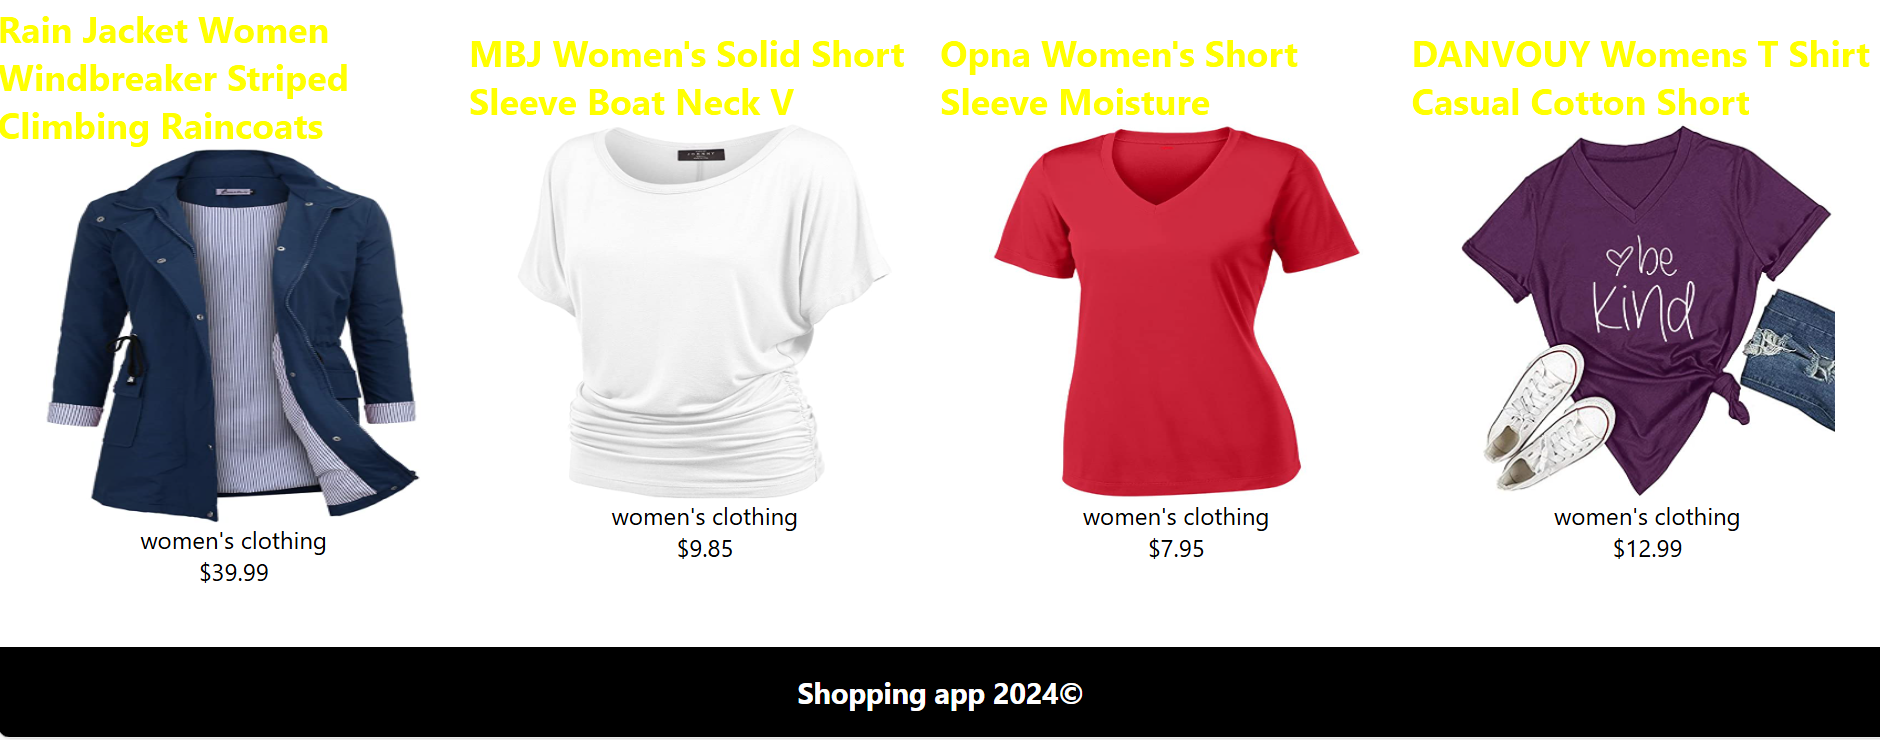 Rain Jacket Women
Windbreaker Striped
Climbing Raincoats
women's clothing
$39.99
MBJ Women's Solid Short
Sleeve Boat Neck V
women's clothing
$9.85
Opna Women's Short
Sleeve Moisture
women's clothing
$7.95
DANVOUY Womens T Shirt
Casual Cotton Short
be
kind
women's clothing
$12.99
Shopping app 2024©